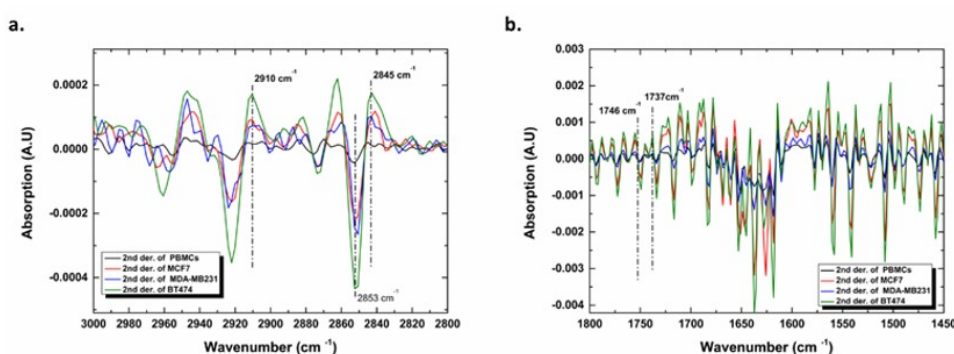 a.
b.
2910 cm⁻¹
2845 cm⁻¹
2853 cm⁻¹
0.0002
0.0000
-0.0002
-0.0004
Absorption (A.U)
2nd der. of PBMCs
2nd der. of MCF7
2nd der. of MDA-MB231
2nd der. of BT474
3000 2980 2960 2940 2920 2900 2880 2860 2840 2820 2800
Wavenumber (cm⁻¹)
1746 cm⁻¹
1737cm⁻¹
0.003
0.002
0.001
0.000
-0.001
-0.002
-0.003
-0.004
Absorption (A.U)
2nd der. of PBMCs
2nd der. of MCF7
2nd der. of MDA-MB231
2nd der. of BT474
1800 1750 1700 1650 1600 1550 1500 1450
Wavenumber (cm⁻¹)